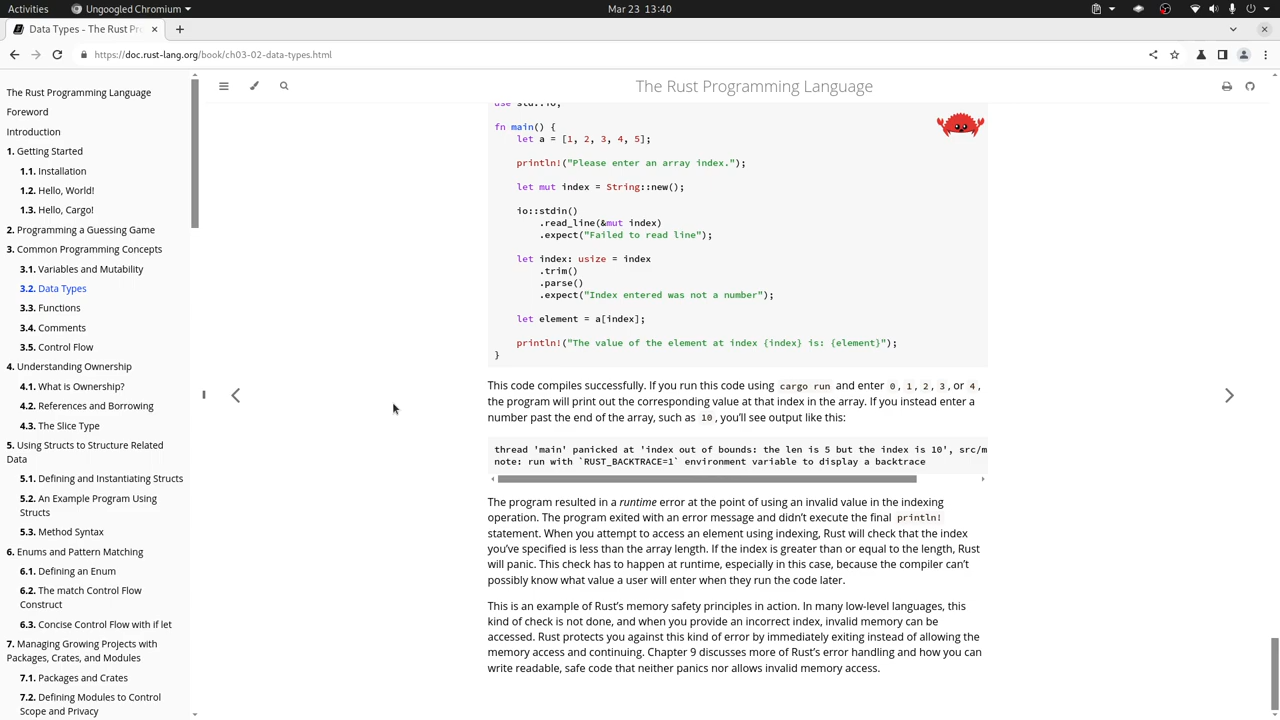 Activities
Ungoogled Chromium
Mar 23 13:40
Data Types - The Rust Pr
https://doc.rust-lang.org/book/ch03-02-data-types.html
The Rust Programming Language
Foreword
Introduction
1. Getting Started
1.1. Installation
1.2. Hello, World!
1.3. Hello, Cargo!
2. Programming a Guessing Game
3. Common Programming Concepts
3.1. Variables and Mutability
3.2. Data Types
3.3. Functions
3.4. Comments
3.5. Control Flow
4. Understanding Ownership
4.1. What is Ownership?
4.2. References and Borrowing
4.3. The Slice Type
5. Using Structs to Structure Related
Data
5.1. Defining and Instantiating Structs
5.2. An Example Program Using
Structs
5.3. Method Syntax
6. Enums and Pattern Matching
6.1. Defining an Enum
6.2. The match Control Flow
Construct
6.3. Concise Control Flow with if let
7. Managing Growing Projects with
Packages, Crates, and Modules
7.1. Packages and Crates
7.2. Defining Modules to Control
Scope and Privacy
The Rust Programming Language
use std::io;
fn main() {
let a = [1, 2, 3, 4, 5];
println!("Please enter an array index.");
let mut index = String::new();
io::stdin()
.read_line(&mut index)
.expect("Failed to read line");
let index: usize = index
.trim()
.parse()
.expect("Index entered was not a number");
let element = a[index];
println!("The value of the element at index {index} is: {element}");
}
This code compiles successfully. If you run this code using cargo run and enter 0, 1, 2, 3, or 4,
the program will print out the corresponding value at that index in the array. If you instead enter a
number past the end of the array, such as 10, you’ll see output like this:
thread 'main' panicked at 'index out of bounds: the len is 5 but the index is 10', src/m
note: run with `RUST_BACKTRACE=1` environment variable to display a backtrace
The program resulted in a runtime error at the point of using an invalid value in the indexing
operation. The program exited with an error message and didn’t execute the final println!
statement. When you attempt to access an element using indexing, Rust will check that the index
you’ve specified is less than the array length. If the index is greater than or equal to the length, Rust
will panic. This check has to happen at runtime, especially in this case, because the compiler can’t
possibly know what value a user will enter when they run the code later.
This is an example of Rust’s memory safety principles in action. In many low-level languages, this
kind of check is not done, and when you provide an incorrect index, invalid memory can be
accessed. Rust protects you against this kind of error by immediately exiting instead of allowing the
memory access and continuing. Chapter 9 discusses more of Rust’s error handling and how you can
write readable, safe code that neither panics nor allows invalid memory access.